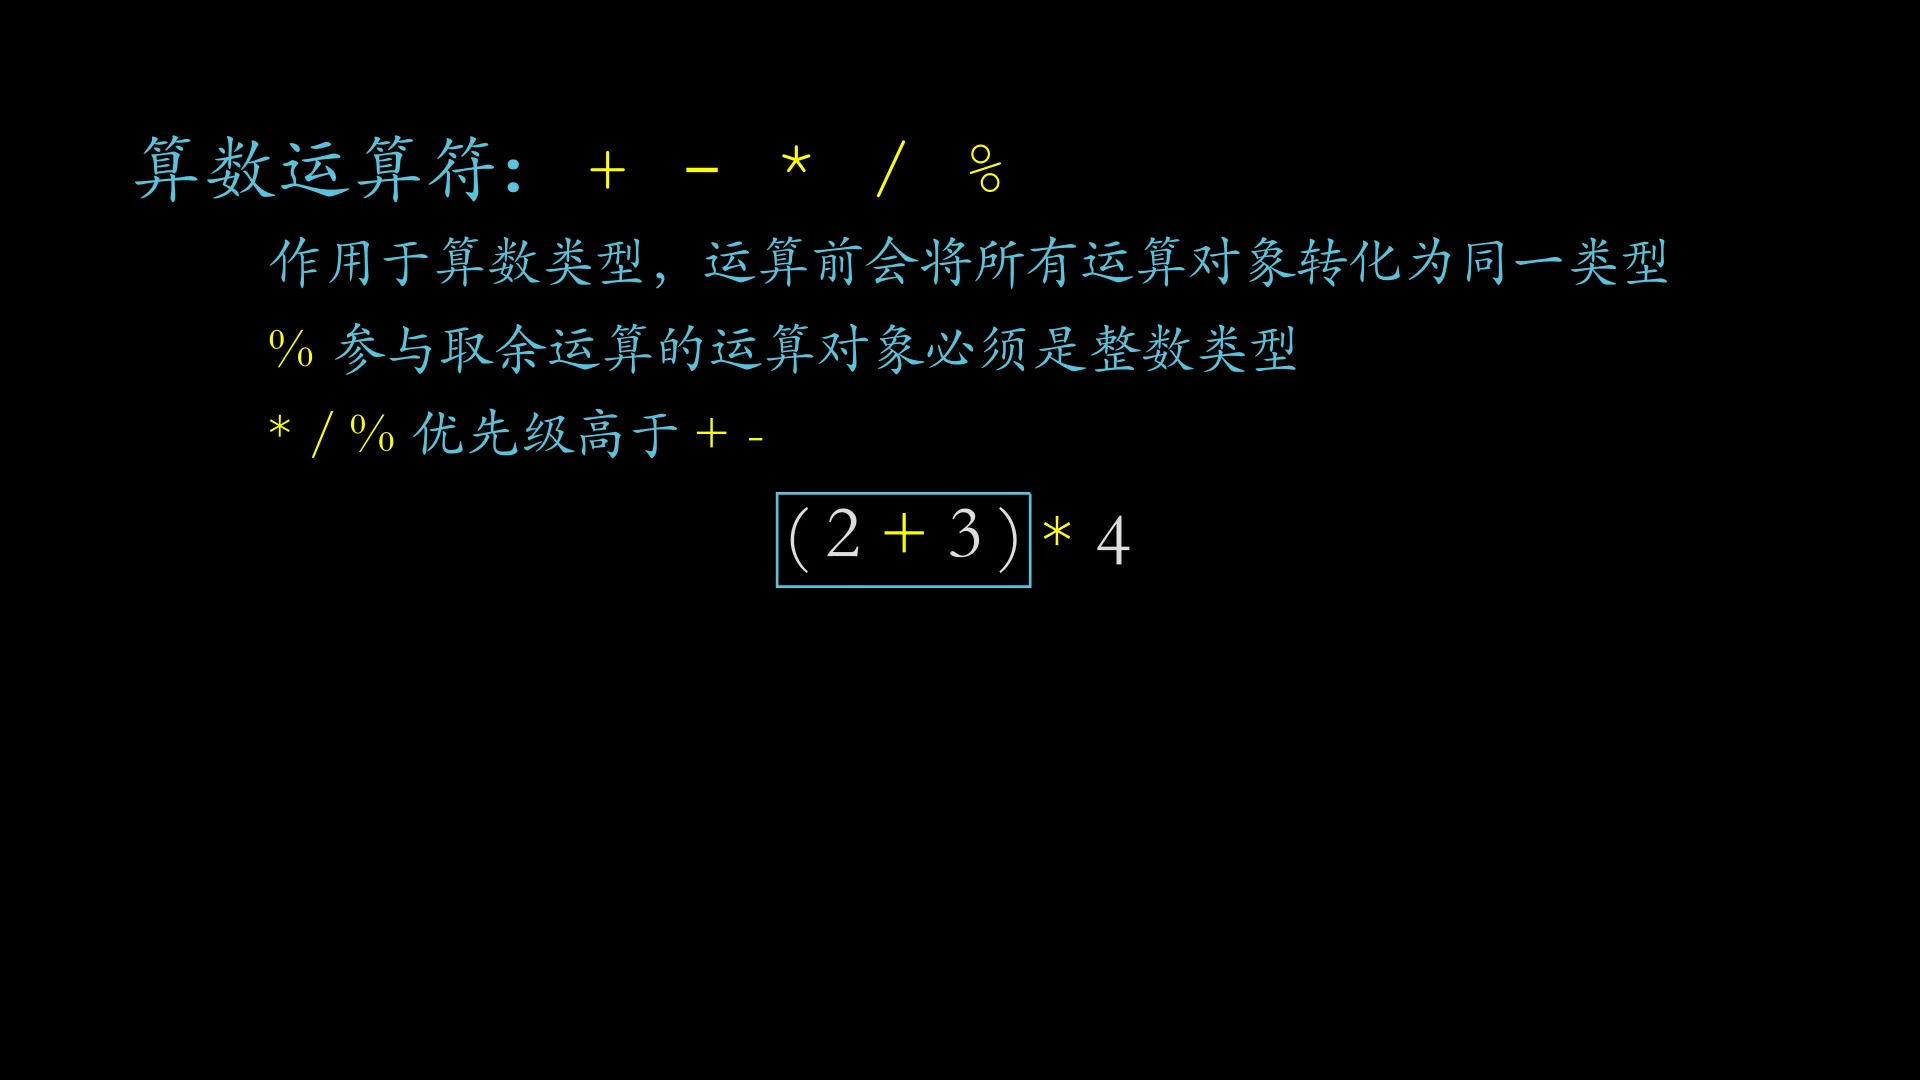 算数运算符： + - * / %
作用于算数类型，运算前会将所有运算对象转化为同一类型
% 参与取余运算的运算对象必须是整数类型
* / % 优先级高于 + -
( 2 + 3 ) * 4